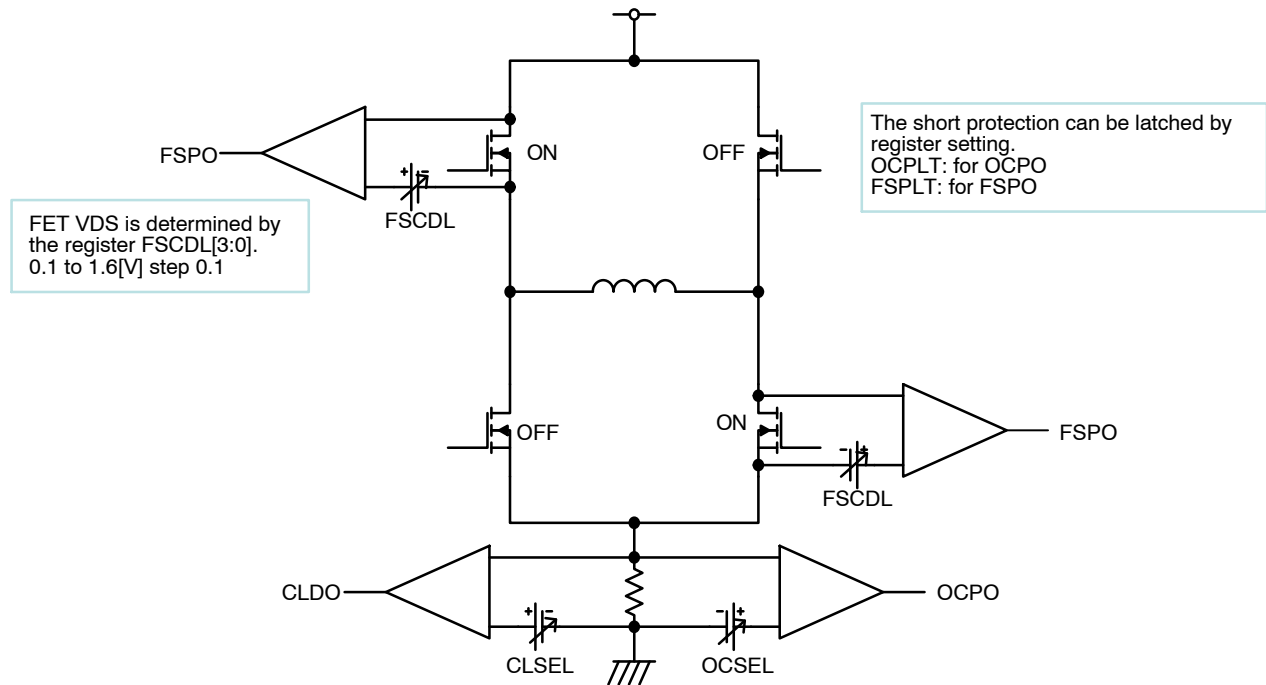 FSPO
ON
OFF
The short protection can be latched by
register setting.
OCPLT: for OCPO
FSPLT: for FSPO
+ -
FSCDL
FET VDS is determined by
the register FSCDL[3:0].
0.1 to 1.6[V] step 0.1
OFF
ON
FSPO
- +
FSCDL
CLDO
OCPO
+ -
- +
CLSEL
OCSEL